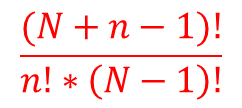 (N + n − 1)!
n! ∗ (N − 1)!